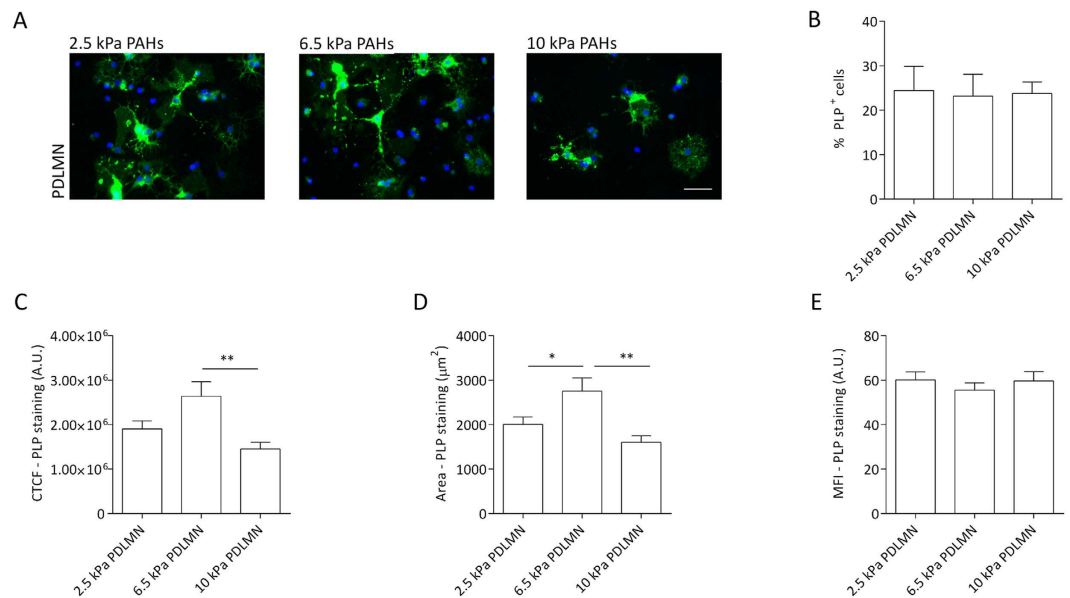 A
2.5 kPa PAHs
6.5 kPa PAHs
10 kPa PAHs
PDLMN
B
% PLP⁺ cells
40
30
20
10
0
2.5 kPa PDLMN
6.5 kPa PDLMN
10 kPa PDLMN
C
CTCF - PLP staining (A.U.)
4.00×10⁶
3.00×10⁶
2.00×10⁶
1.00×10⁶
0
**
2.5 kPa PDLMN
6.5 kPa PDLMN
10 kPa PDLMN
D
Area - PLP staining (µm²)
4000
3000
2000
1000
0
*
**
2.5 kPa PDLMN
6.5 kPa PDLMN
10 kPa PDLMN
E
MFI - PLP staining (A.U.)
80
60
40
20
0
2.5 kPa PDLMN
6.5 kPa PDLMN
10 kPa PDLMN